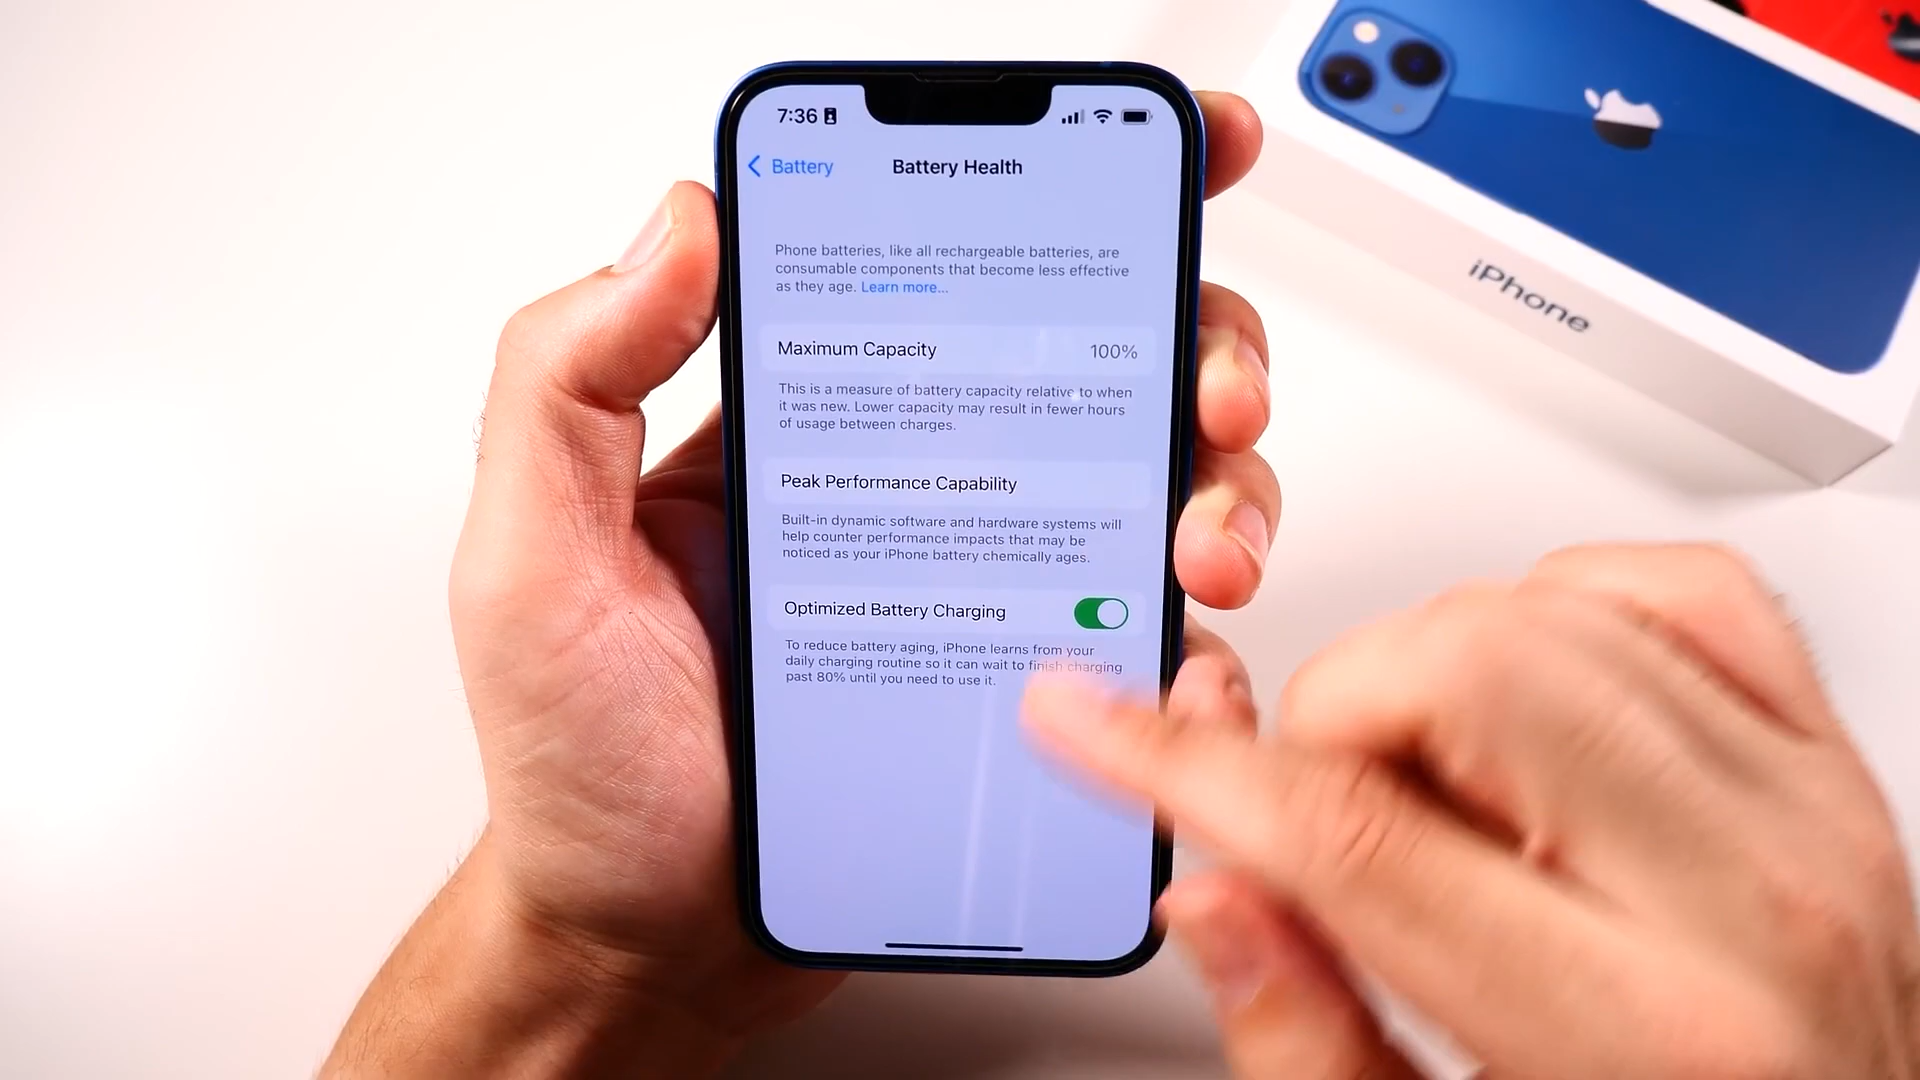 7:36
Battery
Battery Health
Phone batteries, like all rechargeable batteries, are
consumable components that become less effective
as they age. Learn more...
Maximum Capacity 100%
This is a measure of battery capacity relative to when
it was new. Lower capacity may result in fewer hours
of usage between charges.
Peak Performance Capability
Built-in dynamic software and hardware systems will
help counter performance impacts that may be
noticed as your iPhone battery chemically ages.
Optimized Battery Charging
To reduce battery aging, iPhone learns from your
daily charging routine so it can wait to finish charging
past 80% until you need to use it.
iPhone